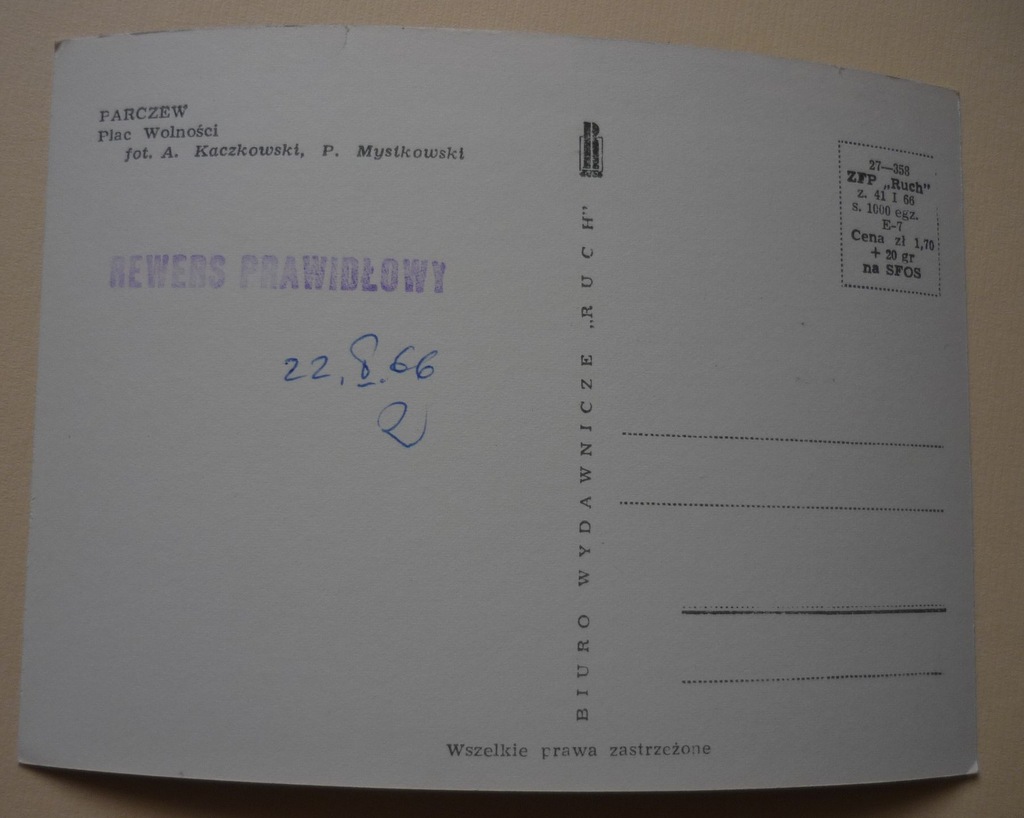 PARCZEW
Plac Wolności
fot. A. Kaczkowski, P. Mystkowski
REWERS PRAWIDŁOWY
22.8.66
BIURO WYDAWNICZE „RUCH"
27—358
ZFP „Ruch"
z. 41 I 66
s. 1000 egz.
E-7
Cena zł 1,70
+ 20 gr
na SFOS
Wszelkie prawa zastrzeżone